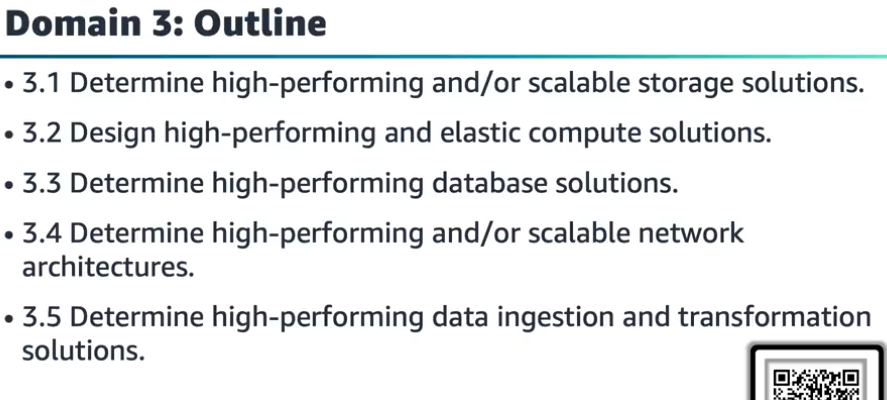 Domain 3: Outline
• 3.1 Determine high-performing and/or scalable storage solutions.
• 3.2 Design high-performing and elastic compute solutions.
• 3.3 Determine high-performing database solutions.
• 3.4 Determine high-performing and/or scalable network
architectures.
• 3.5 Determine high-performing data ingestion and transformation
solutions.